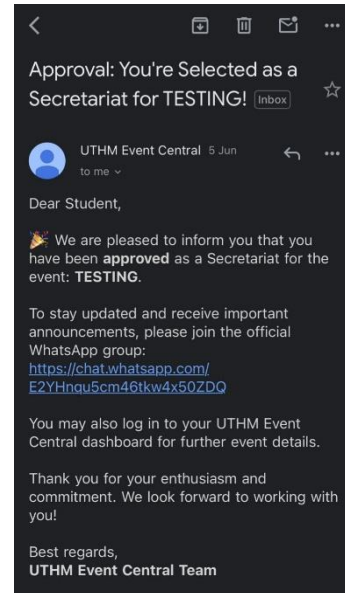 Approval: You're Selected as a
Secretariat for TESTING! Inbox
UTHM Event Central 5 Jun
to me
Dear Student,
🎉 We are pleased to inform you that you
have been approved as a Secretariat for the
event: TESTING.
To stay updated and receive important
announcements, please join the official
WhatsApp group:
https://chat.whatsapp.com/
E2YHnqu5cm46tkw4x50ZDQ
You may also log in to your UTHM Event
Central dashboard for further event details.
Thank you for your enthusiasm and
commitment. We look forward to working with
you!
Best regards,
UTHM Event Central Team